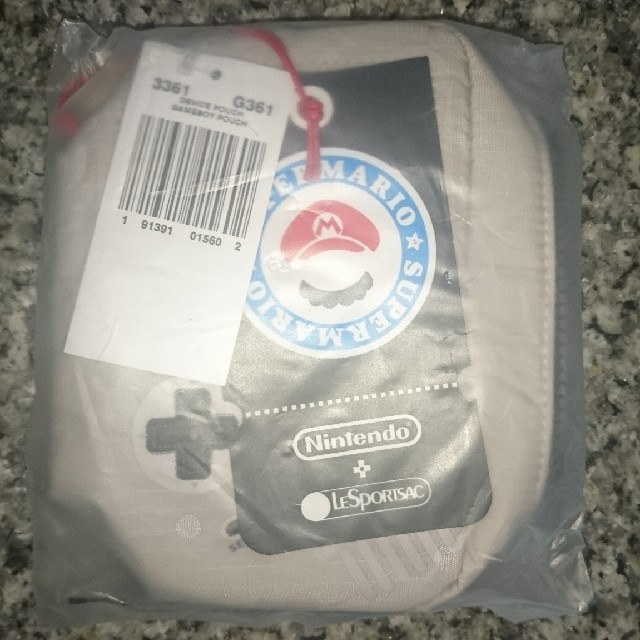 3361 G361
DEVICE POUCH
GAMEBOY POUCH
1 91391 01560 2
SUPERMARIO ★ SUPERMARIO
M
Nintendo
+
LESPORTSAC